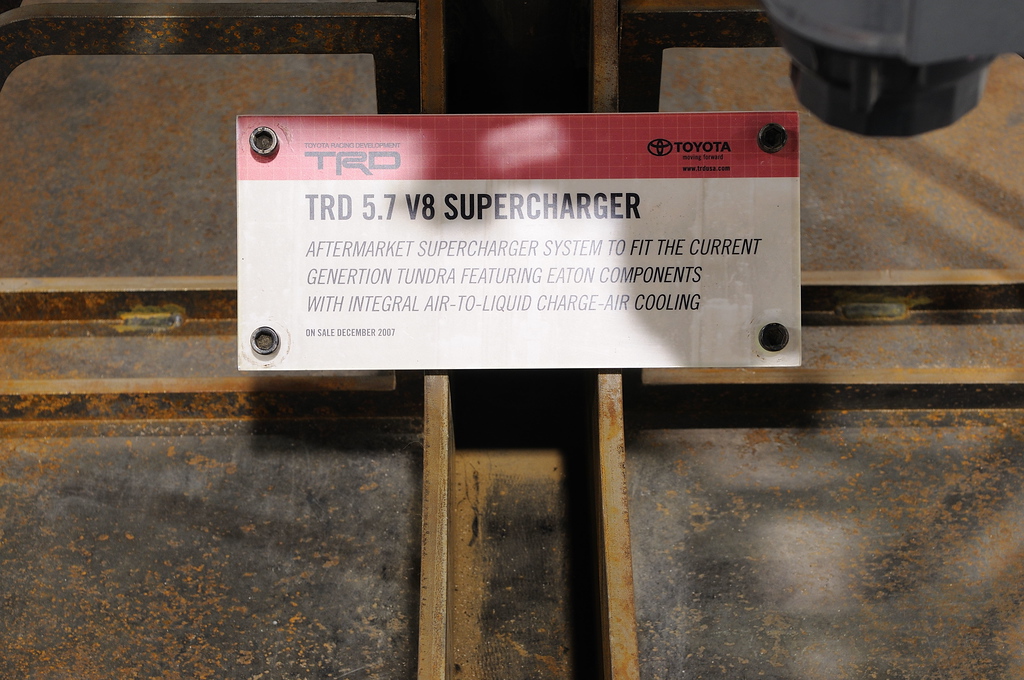 TOYOTA RACING DEVELOPMENT
TRD
TOYOTA
moving forward
www.trdusa.com
TRD 5.7 V8 SUPERCHARGER
AFTERMARKET SUPERCHARGER SYSTEM TO FIT THE CURRENT
GENERTION TUNDRA FEATURING EATON COMPONENTS
WITH INTEGRAL AIR-TO-LIQUID CHARGE-AIR COOLING
ON SALE DECEMBER 2007